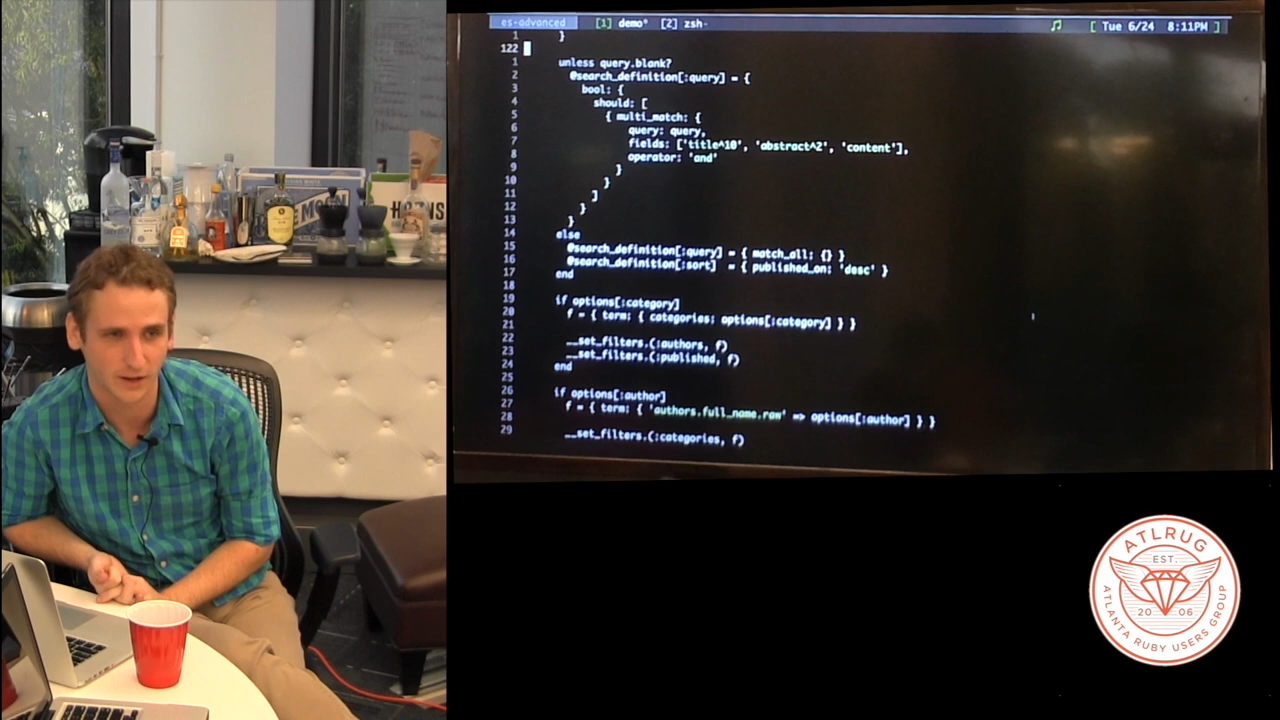 es-advanced [1] demo* [2] zsh- [ Tue 6/24 8:11PM ]
1 }
122
1 unless query.blank?
2 @search_definition[:query] = {
3 bool: {
4 should: [
5 { multi_match: {
6 query: query,
7 fields: ['title^10', 'abstract^2', 'content'],
8 operator: 'and'
9 }
10 }
11 ]
12 }
13 }
14 else
15 @search_definition[:query] = { match_all: {} }
16 @search_definition[:sort] = { published_on: 'desc' }
17 end
18
19 if options[:category]
20 f = { term: { categories: options[:category] } }
21
22 __set_filters.(:authors, f)
23 __set_filters.(:published, f)
24 end
25
26 if options[:author]
27 f = { term: { 'authors.full_name.raw' => options[:author] } }
28
29 __set_filters.(:categories, f)
ATLRUG
EST.
20 06
ATLANTA RUBY USERS GROUP